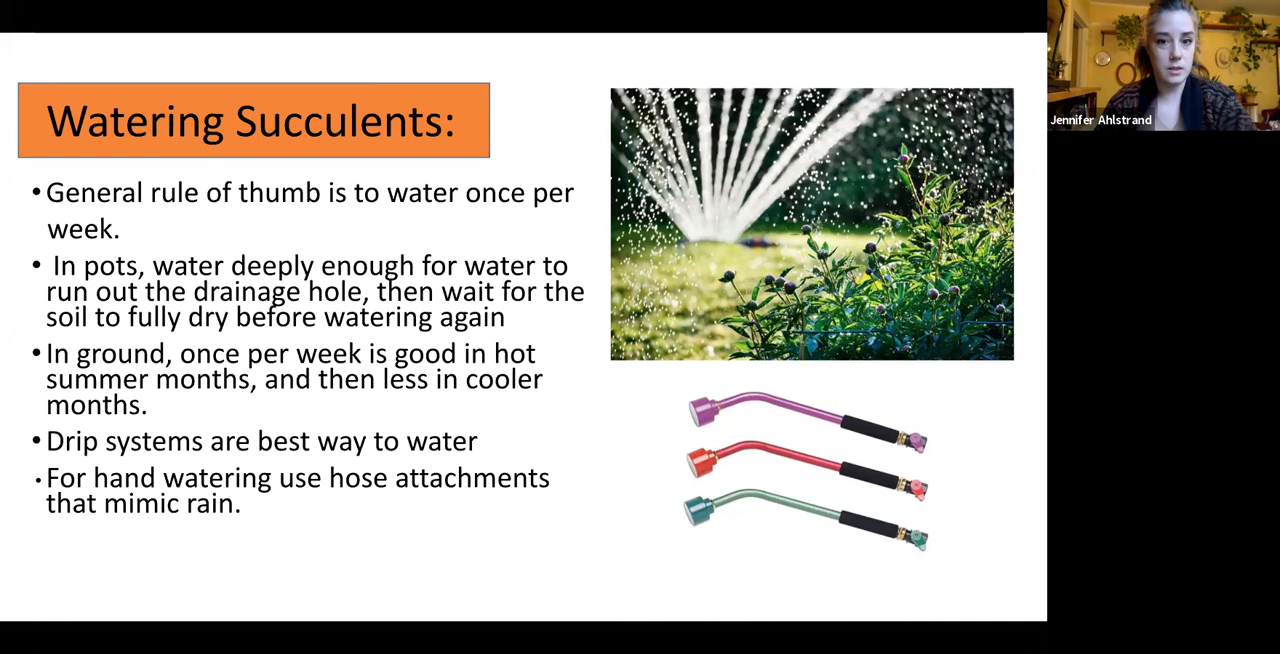 Watering Succulents:
•General rule of thumb is to water once per
week.
• In pots, water deeply enough for water to
run out the drainage hole, then wait for the
soil to fully dry before watering again
•In ground, once per week is good in hot
summer months, and then less in cooler
months.
•Drip systems are best way to water
•For hand watering use hose attachments
that mimic rain.
Jennifer Ahlstrand